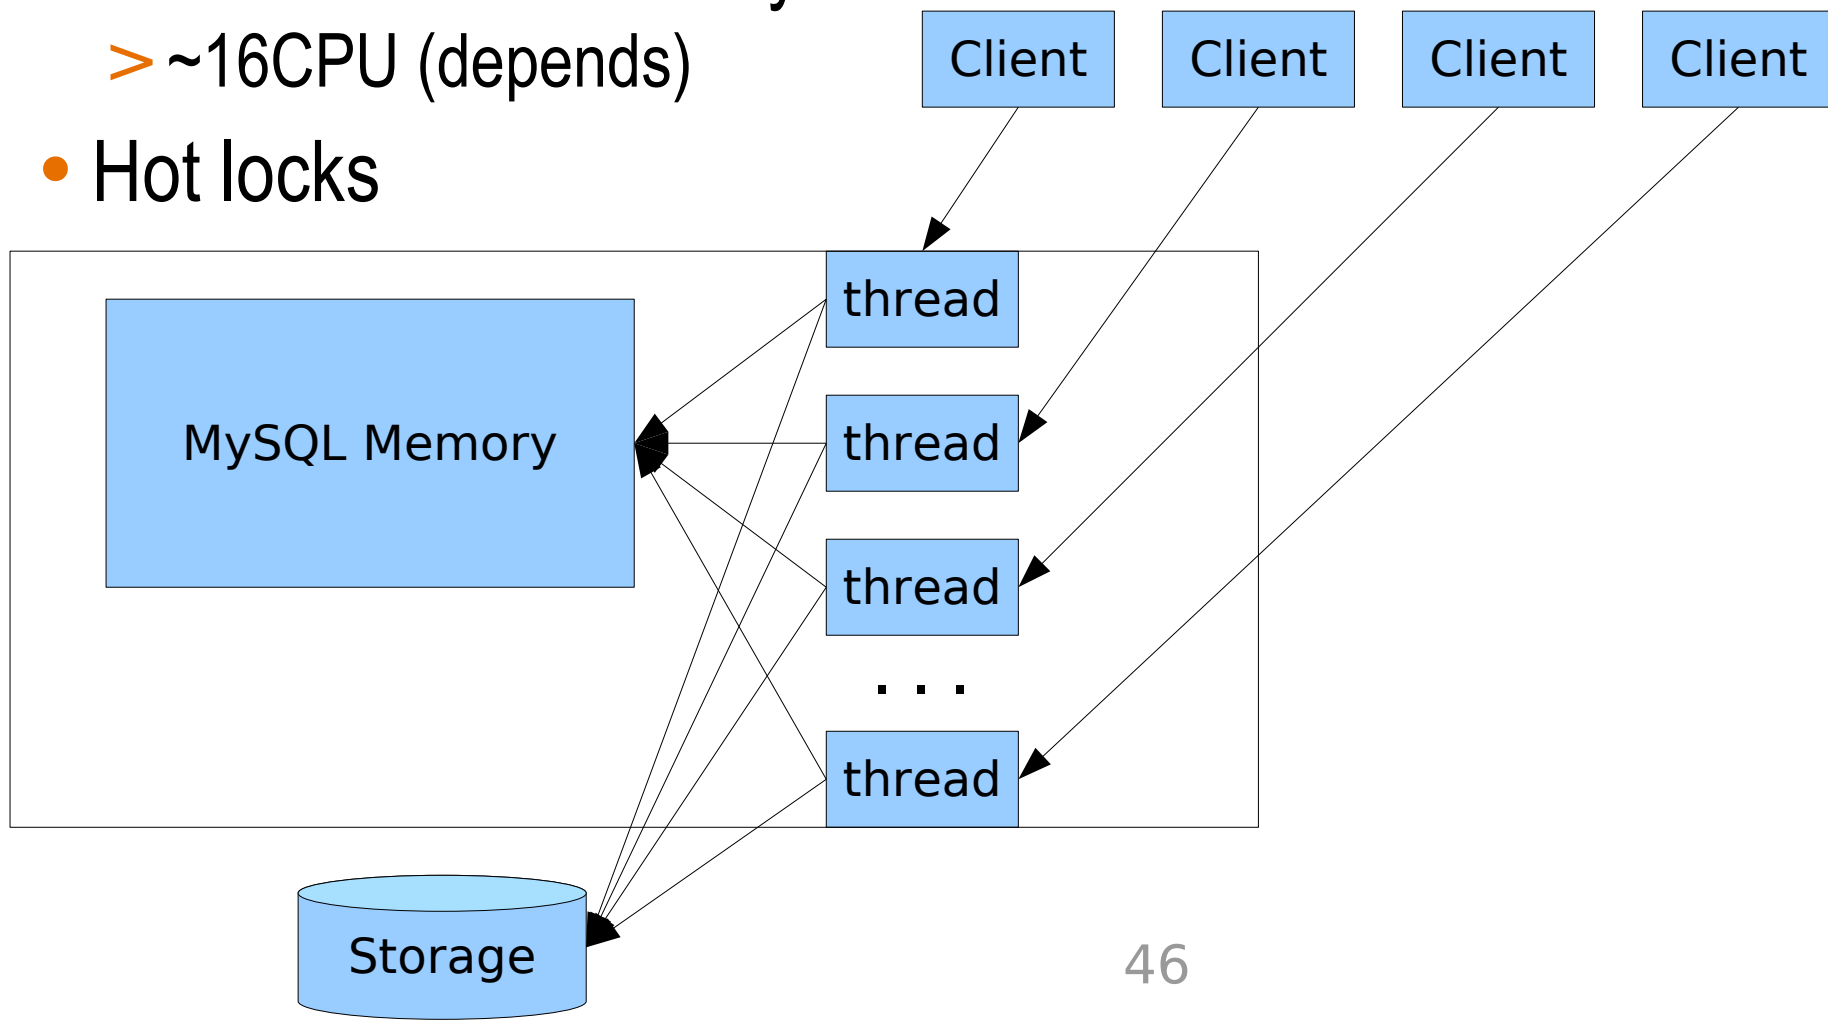 > ~16CPU (depends)
• Hot locks
Client Client Client Client
thread
MySQL Memory
thread
thread
. . .
thread
Storage
46